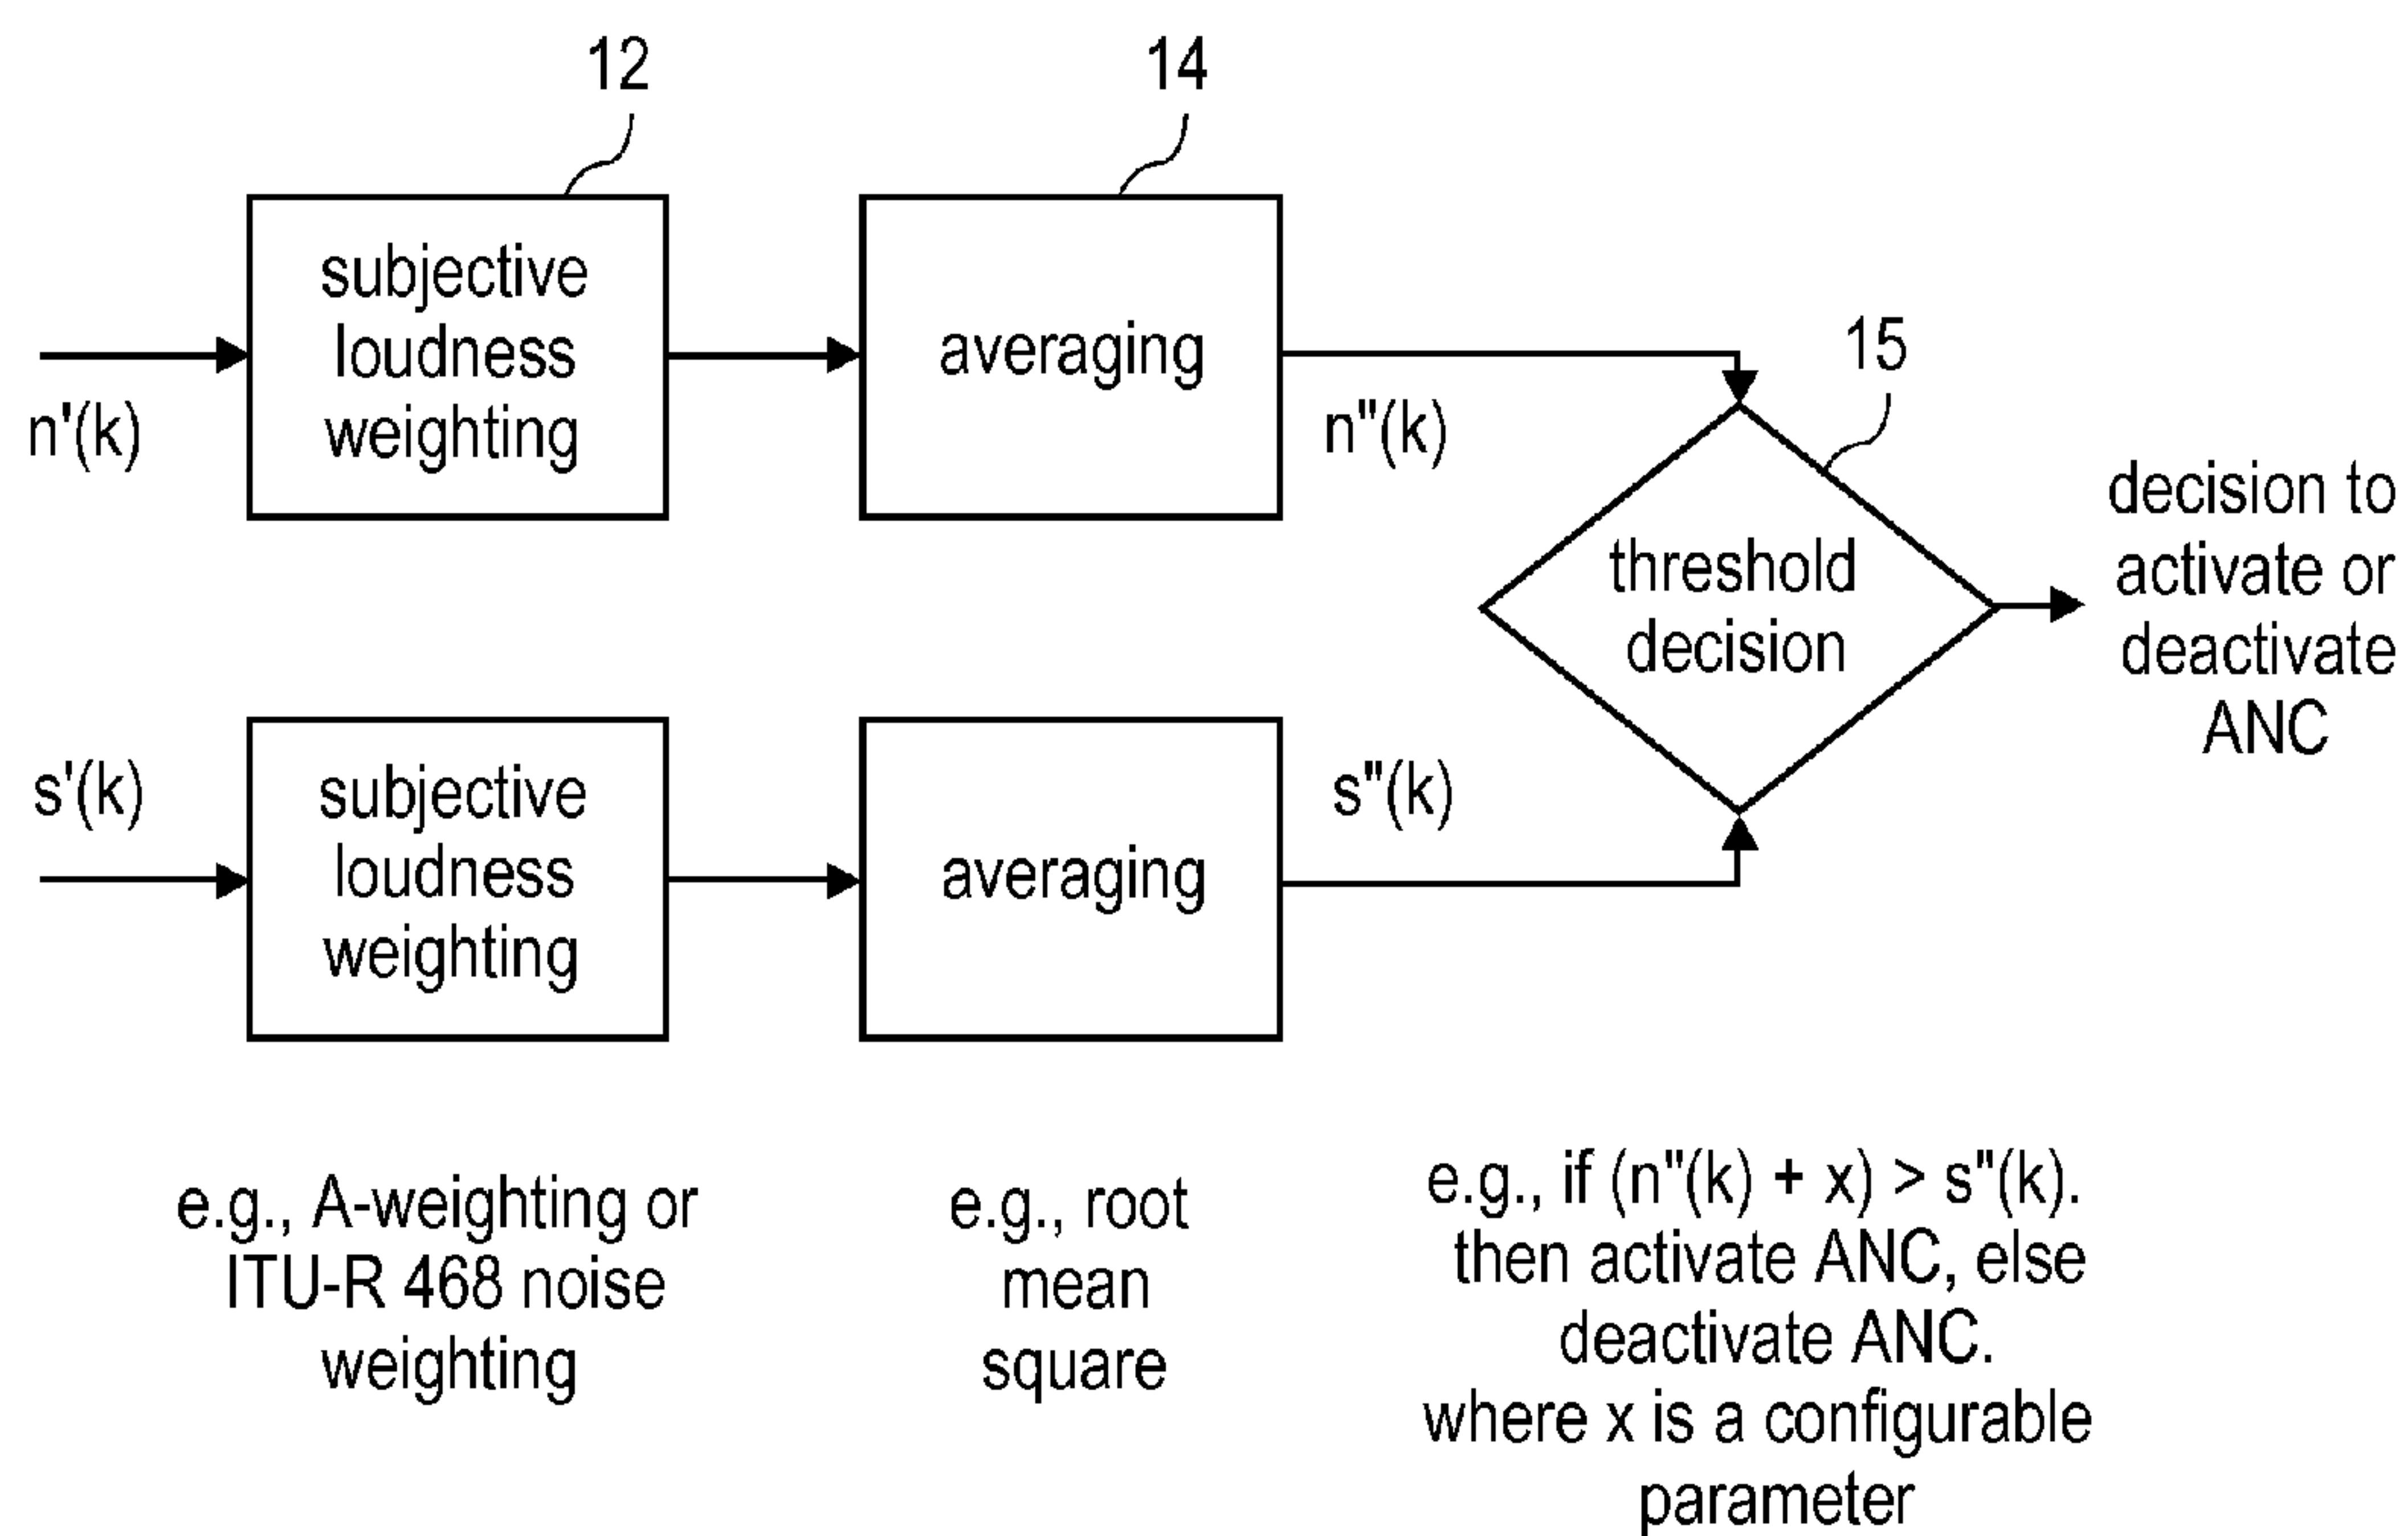 12
14
subjective
loudness
weighting
averaging
n'(k)
n"(k)
15
threshold
decision
decision to
activate or
deactivate
ANC
s'(k)
subjective
loudness
weighting
averaging
s"(k)
e.g., A-weighting or
ITU-R 468 noise
weighting
e.g., root
mean
square
e.g., if (n"(k) + x) > s"(k).
then activate ANC, else
deactivate ANC.
where x is a configurable
parameter